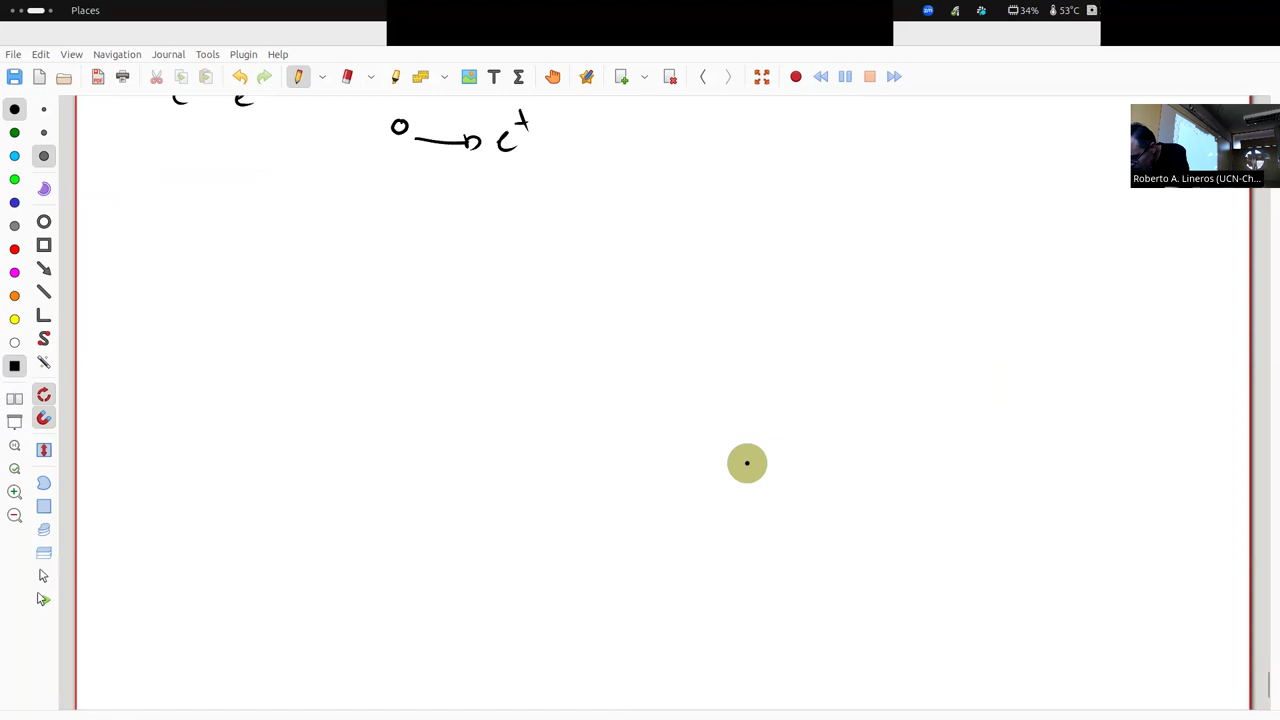 Places
34%
53°C
File Edit View Navigation Journal Tools Plugin Help
e e
e+
Roberto A. Lineros (UCN-Ch...